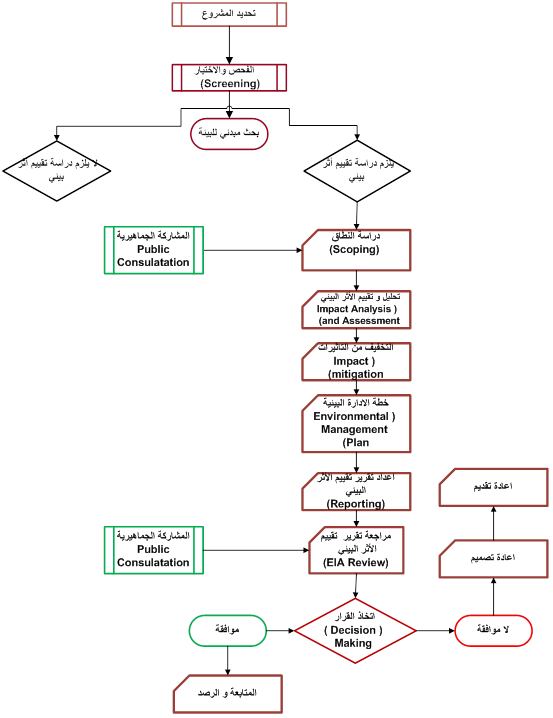 تحديد المشروع
الفحص والاختيار
(Screening)
بحث مبدئي للبيئة
لا يلزم دراسة تقييم أثر
بيئي
يلزم دراسة تقييم أثر
بيئي
المشاركة الجماهيرية
Public
Consulatation
دراسة النطاق
(Scoping)
تحليل و تقييم الأثر البيئي
Impact Analysis )
(and Assessment
التخفيف من التاثيرات
Impact )
(mitigation
خطة الادارة البيئية
Environmental )
Management
(Plan
اعداد تقرير تقييم الأثر
البيئي
(Reporting)
اعادة تقديم
المشاركة الجماهيرية
Public
Consulatation
مراجعة تقرير تقييم
الأثر البيئي
(EIA Review)
اعادة تصميم
موافقة
اتخاذ القرار
( Decision )
Making
لا موافقة
المتابعة و الرصد